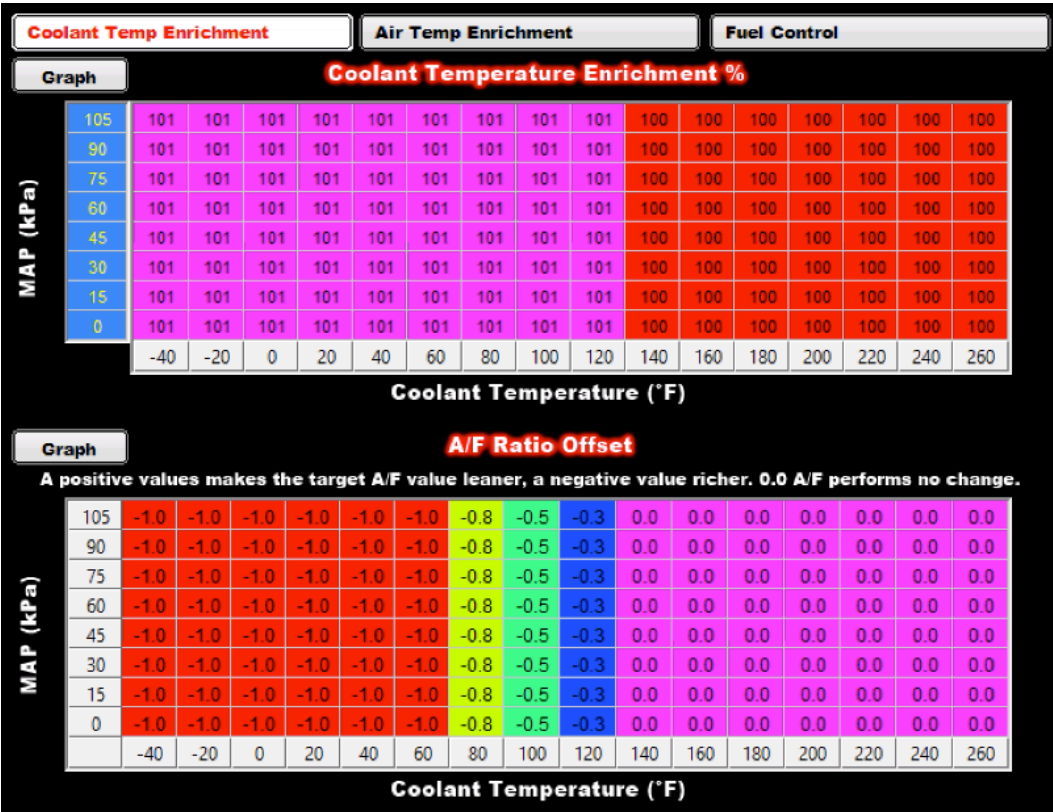 Coolant Temp Enrichment Air Temp Enrichment Fuel Control
Graph Coolant Temperature Enrichment %
105 101 101 101 101 101 101 101 101 101 100 100 100 100 100 100 100
90 101 101 101 101 101 101 101 101 101 100 100 100 100 100 100 100
75 101 101 101 101 101 101 101 101 101 100 100 100 100 100 100 100
60 101 101 101 101 101 101 101 101 101 100 100 100 100 100 100 100
45 101 101 101 101 101 101 101 101 101 100 100 100 100 100 100 100
30 101 101 101 101 101 101 101 101 101 100 100 100 100 100 100 100
15 101 101 101 101 101 101 101 101 101 100 100 100 100 100 100 100
0 101 101 101 101 101 101 101 101 101 100 100 100 100 100 100 100
MAP (kPa)
-40 -20 0 20 40 60 80 100 120 140 160 180 200 220 240 260
Coolant Temperature (°F)
Graph A/F Ratio Offset
A positive values makes the target A/F value leaner, a negative value richer. 0.0 A/F performs no change.
105 -1.0 -1.0 -1.0 -1.0 -1.0 -1.0 -0.8 -0.5 -0.3 0.0 0.0 0.0 0.0 0.0 0.0 0.0
90 -1.0 -1.0 -1.0 -1.0 -1.0 -1.0 -0.8 -0.5 -0.3 0.0 0.0 0.0 0.0 0.0 0.0 0.0
75 -1.0 -1.0 -1.0 -1.0 -1.0 -1.0 -0.8 -0.5 -0.3 0.0 0.0 0.0 0.0 0.0 0.0 0.0
60 -1.0 -1.0 -1.0 -1.0 -1.0 -1.0 -0.8 -0.5 -0.3 0.0 0.0 0.0 0.0 0.0 0.0 0.0
45 -1.0 -1.0 -1.0 -1.0 -1.0 -1.0 -0.8 -0.5 -0.3 0.0 0.0 0.0 0.0 0.0 0.0 0.0
30 -1.0 -1.0 -1.0 -1.0 -1.0 -1.0 -0.8 -0.5 -0.3 0.0 0.0 0.0 0.0 0.0 0.0 0.0
15 -1.0 -1.0 -1.0 -1.0 -1.0 -1.0 -0.8 -0.5 -0.3 0.0 0.0 0.0 0.0 0.0 0.0 0.0
0 -1.0 -1.0 -1.0 -1.0 -1.0 -1.0 -0.8 -0.5 -0.3 0.0 0.0 0.0 0.0 0.0 0.0 0.0
MAP (kPa)
-40 -20 0 20 40 60 80 100 120 140 160 180 200 220 240 260
Coolant Temperature (°F)